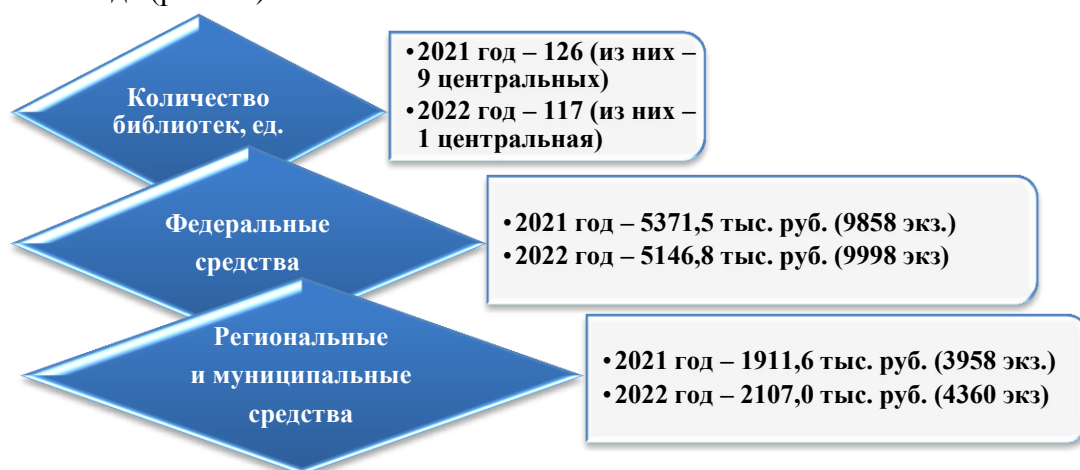 Количество
библиотек, ед.
•2021 год – 126 (из них –
9 центральных)
•2022 год – 117 (из них –
1 центральная)
Федеральные
средства
•2021 год – 5371,5 тыс. руб. (9858 экз.)
•2022 год – 5146,8 тыс. руб. (9998 экз)
Региональные
и муниципальные
средства
•2021 год – 1911,6 тыс. руб. (3958 экз.)
•2022 год – 2107,0 тыс. руб. (4360 экз)